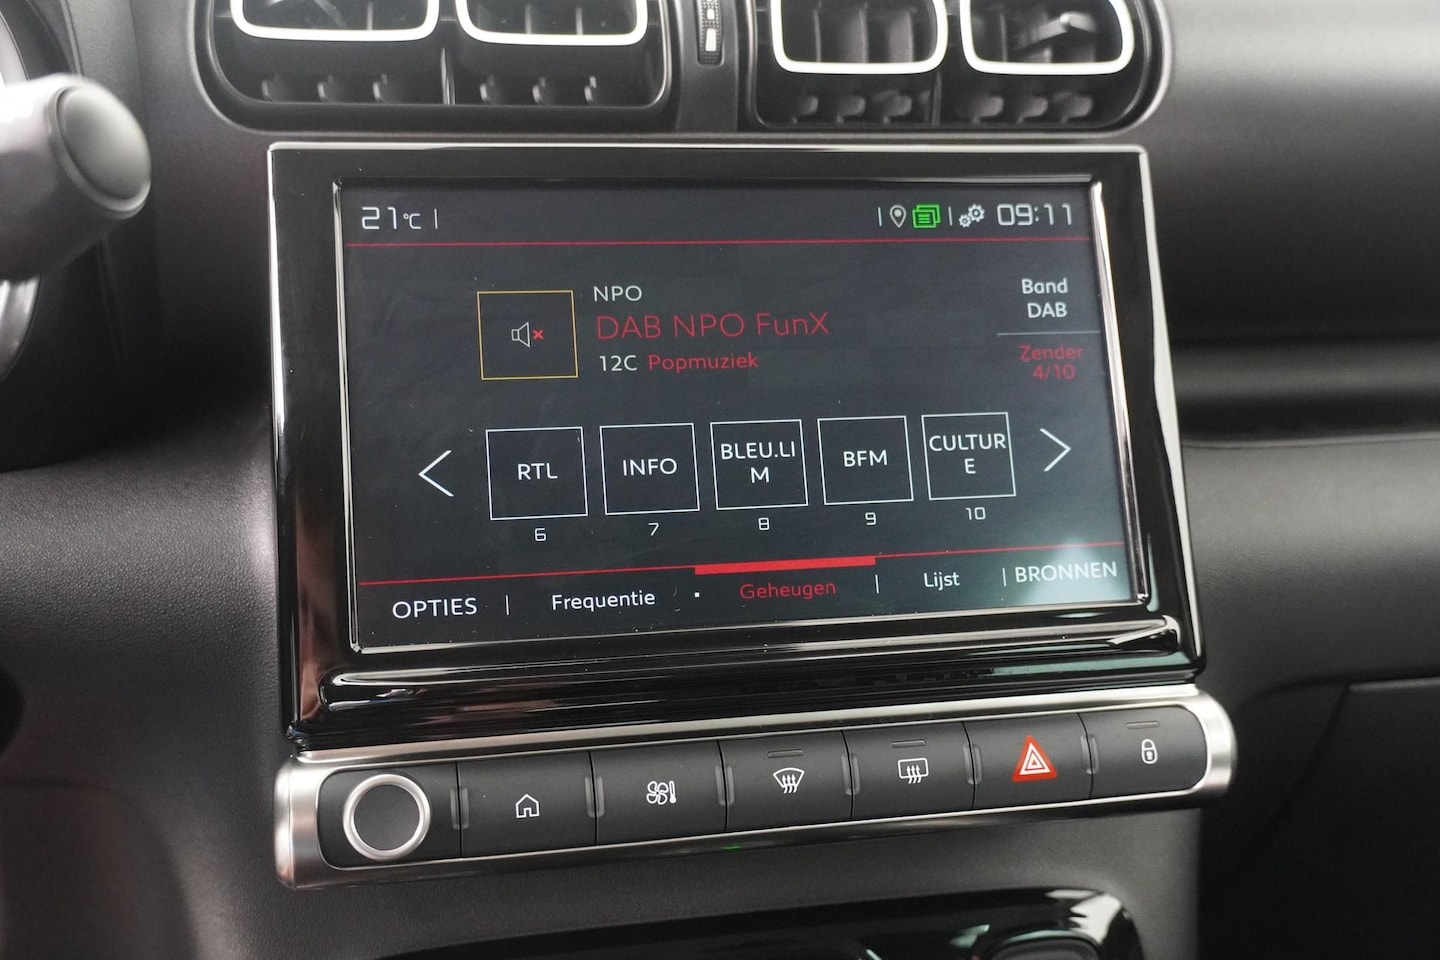 21°C
09:11
NPO
DAB NPO FunX
12C Popmuziek
Band
DAB
Zender
4/10
RTL
INFO
BLEU.LI
M
BFM
CULTUR
E
6
7
8
9
10
OPTIES
Frequentie
Geheugen
Lijst
BRONNEN